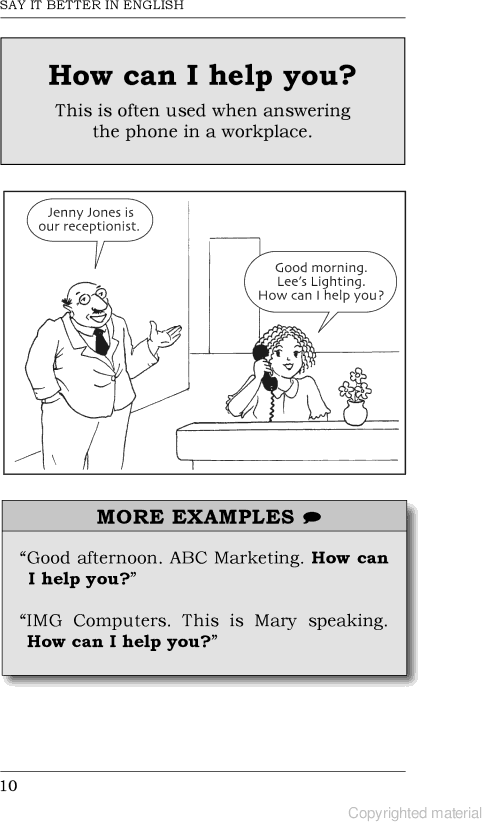 SAY IT BETTER IN ENGLISH
How can I help you?
This is often used when answering
the phone in a workplace.
Jenny Jones is
our receptionist.
Good morning.
Lee's Lighting.
How can I help you?
MORE EXAMPLES
“Good afternoon. ABC Marketing. How can
I help you?”
“IMG Computers. This is Mary speaking.
How can I help you?”
10
Copyrighted material